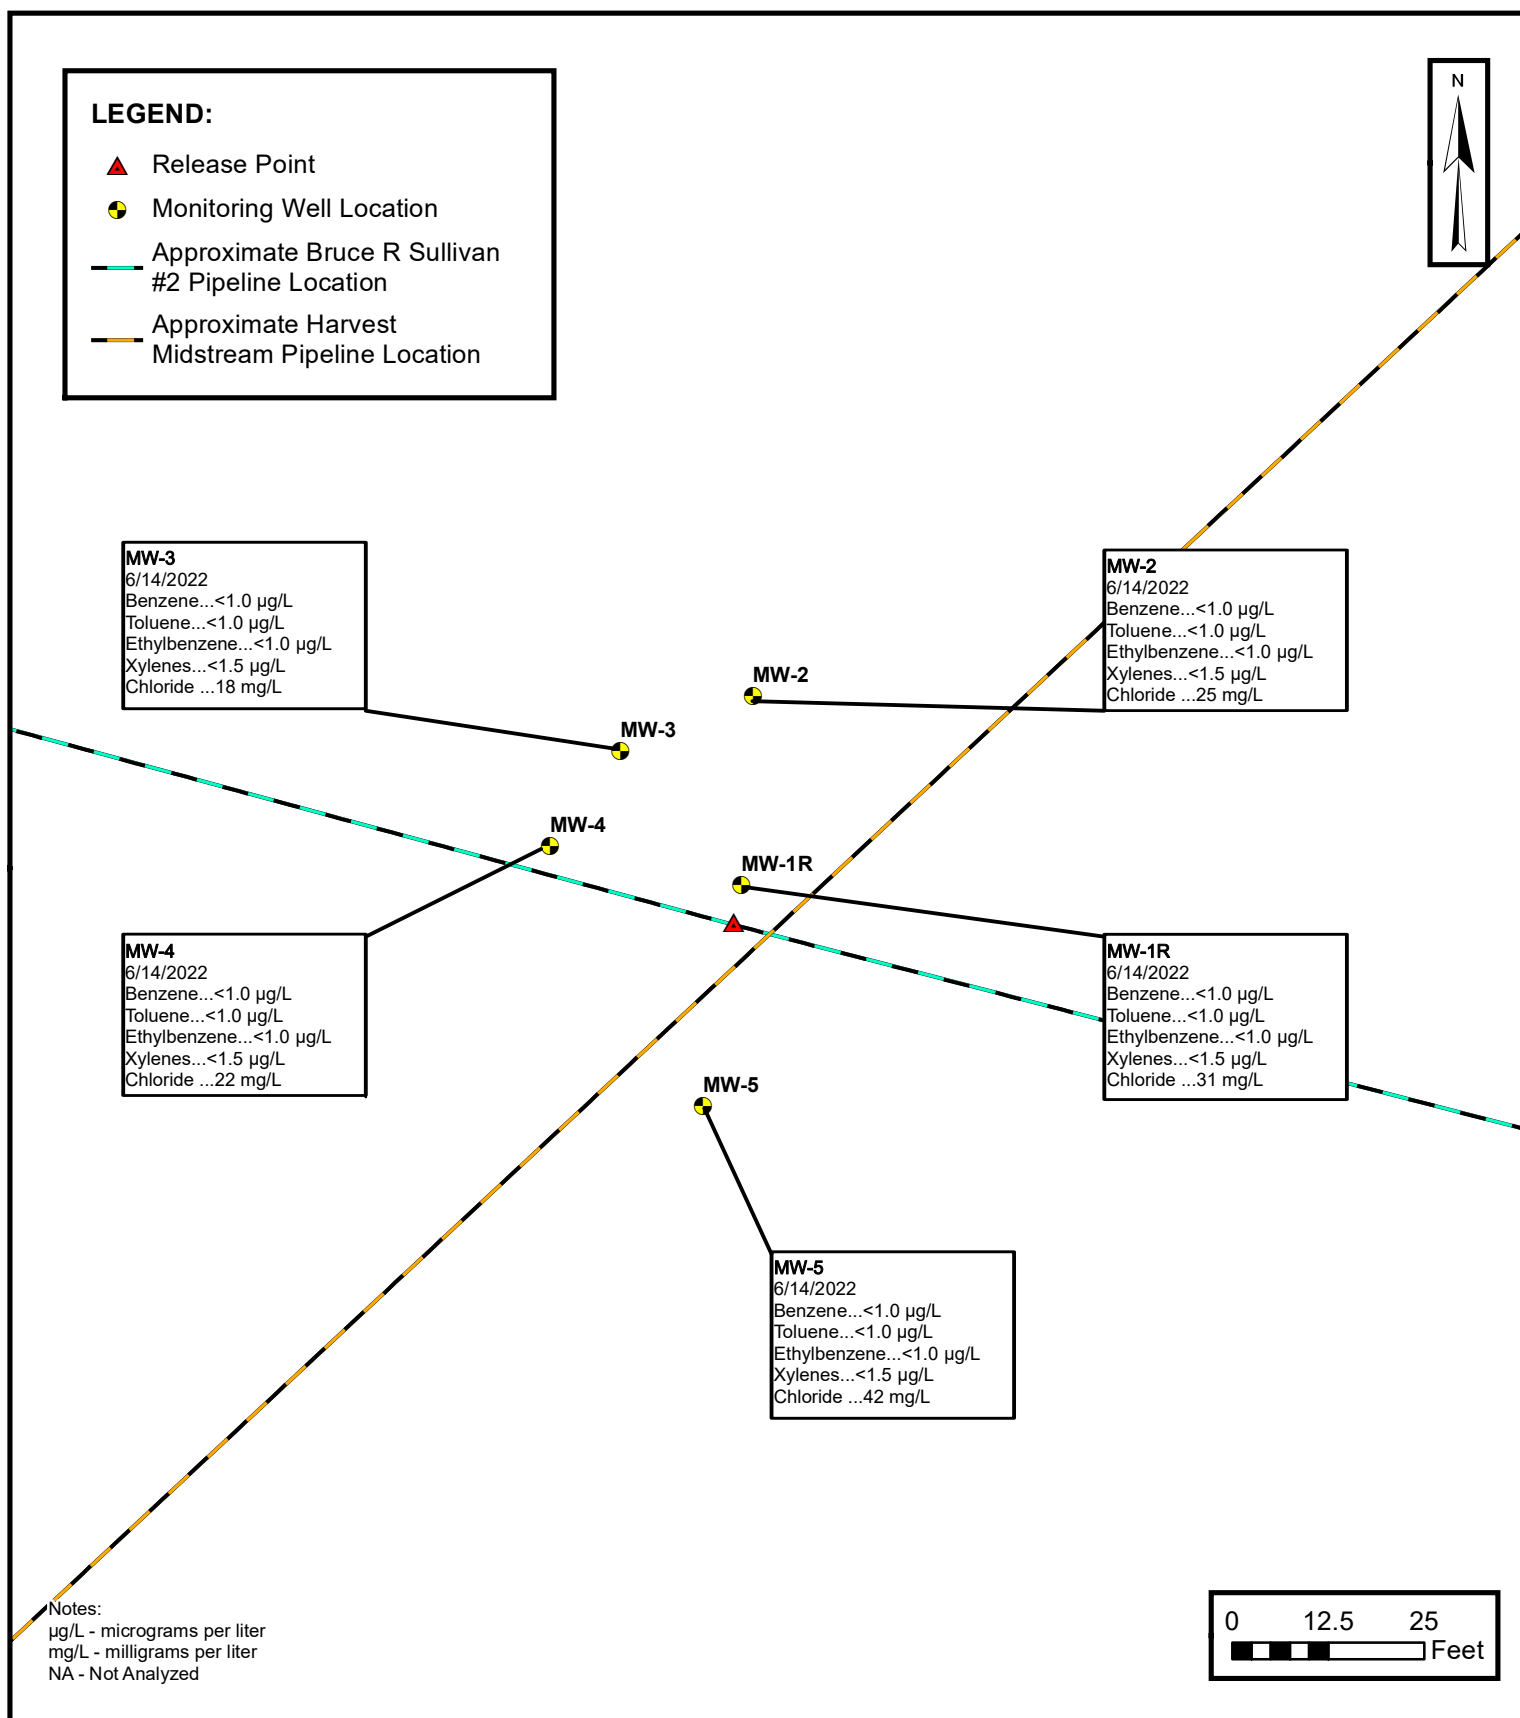 LEGEND:
Release Point
Monitoring Well Location
Approximate Bruce R Sullivan
#2 Pipeline Location
Approximate Harvest
Midstream Pipeline Location
N
MW-3
6/14/2022
Benzene...<1.0 µg/L
Toluene...<1.0 µg/L
Ethylbenzene...<1.0 µg/L
Xylenes...<1.5 µg/L
Chloride ...18 mg/L
MW-2
6/14/2022
Benzene...<1.0 µg/L
Toluene...<1.0 µg/L
Ethylbenzene...<1.0 µg/L
Xylenes...<1.5 µg/L
Chloride ...25 mg/L
MW-2
MW-3
MW-4
MW-1R
MW-4
6/14/2022
Benzene...<1.0 µg/L
Toluene...<1.0 µg/L
Ethylbenzene...<1.0 µg/L
Xylenes...<1.5 µg/L
Chloride ...22 mg/L
MW-1R
6/14/2022
Benzene...<1.0 µg/L
Toluene...<1.0 µg/L
Ethylbenzene...<1.0 µg/L
Xylenes...<1.5 µg/L
Chloride ...31 mg/L
MW-5
MW-5
6/14/2022
Benzene...<1.0 µg/L
Toluene...<1.0 µg/L
Ethylbenzene...<1.0 µg/L
Xylenes...<1.5 µg/L
Chloride ...42 mg/L
Notes:
µg/L - micrograms per liter
mg/L - milligrams per liter
NA - Not Analyzed
0 12.5 25
Feet